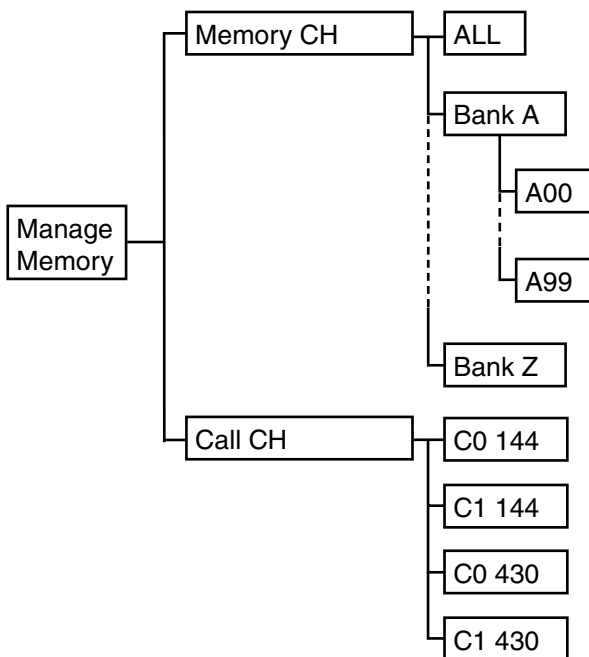 Manage
Memory
Memory CH
ALL
Bank A
A00
A99
Bank Z
Call CH
C0 144
C1 144
C0 430
C1 430